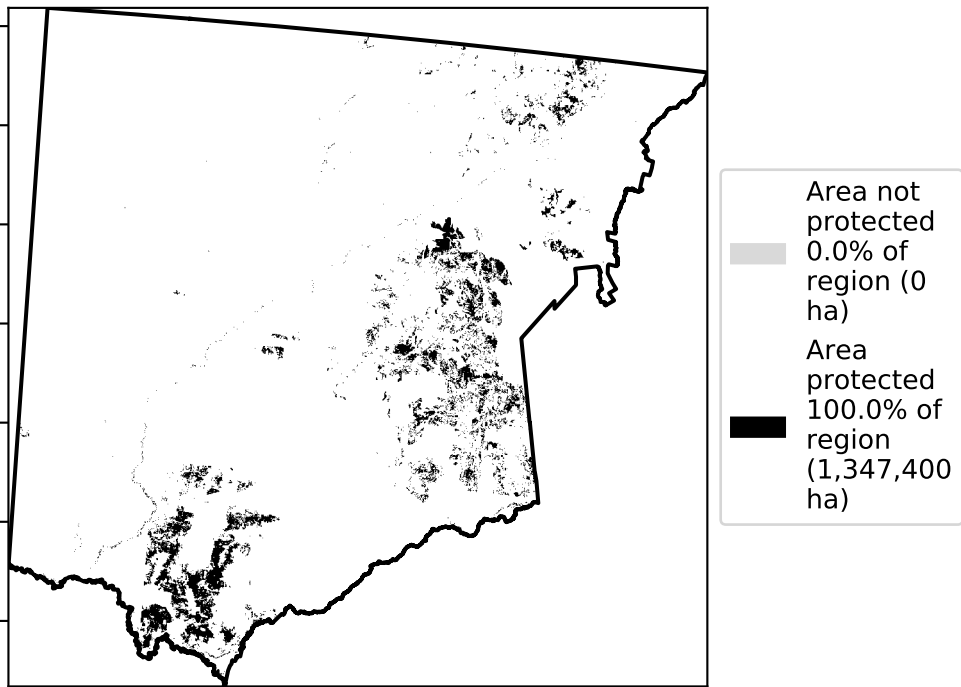 Area not
protected
0.0% of
region (0
ha)
Area
protected
100.0% of
region
(1,347,400
ha)